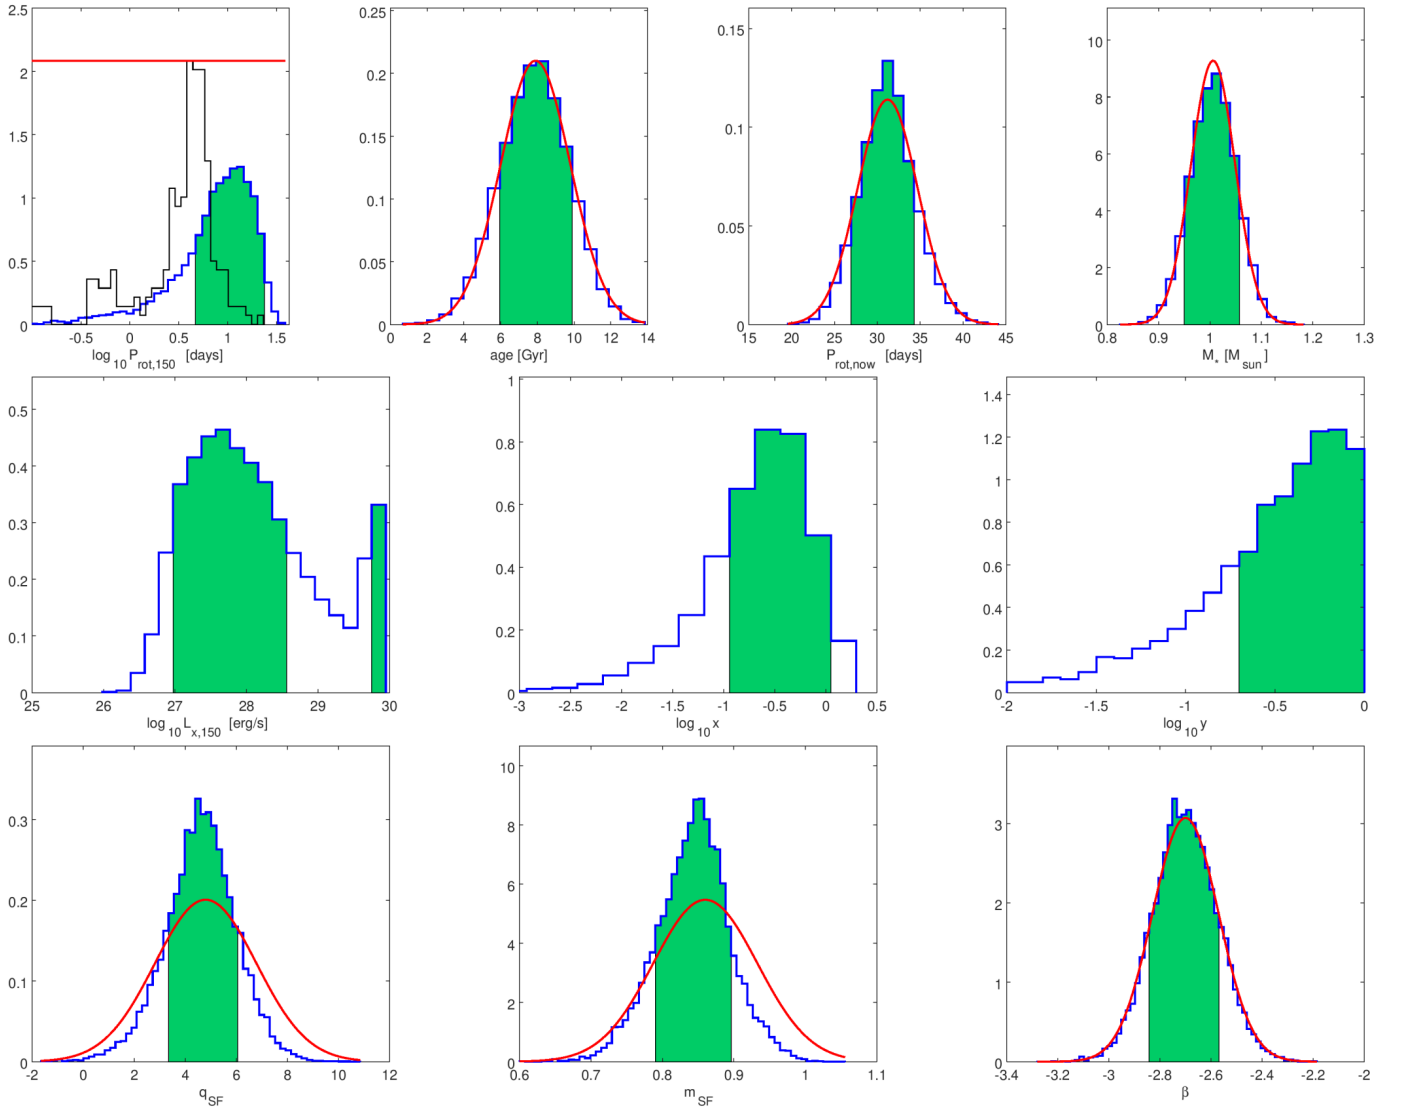 2.5
2
1.5
1
0.5
0
-0.5 0 0.5 1 1.5
log10 Prot,150 [days]
0.25
0.2
0.15
0.1
0.05
0
0 2 4 6 8 10 12 14
age [Gyr]
0.15
0.1
0.05
0
15 20 25 30 35 40 45
Prot,now [days]
10
8
6
4
2
0
0.8 0.9 1 1.1 1.2 1.3
M* [Msun]
0.5
0.4
0.3
0.2
0.1
0
25 26 27 28 29 30
log10 Lx,150 [erg/s]
1
0.8
0.6
0.4
0.2
0
-3 -2.5 -2 -1.5 -1 -0.5 0 0.5
log10 x
1.4
1.2
1
0.8
0.6
0.4
0.2
0
-2 -1.5 -1 -0.5 0
log10 y
0.3
0.2
0.1
0
-2 0 2 4 6 8 10 12
qSF
10
8
6
4
2
0
0.6 0.7 0.8 0.9 1 1.1
mSF
3
2
1
0
-3.4 -3.2 -3 -2.8 -2.6 -2.4 -2.2 -2
β